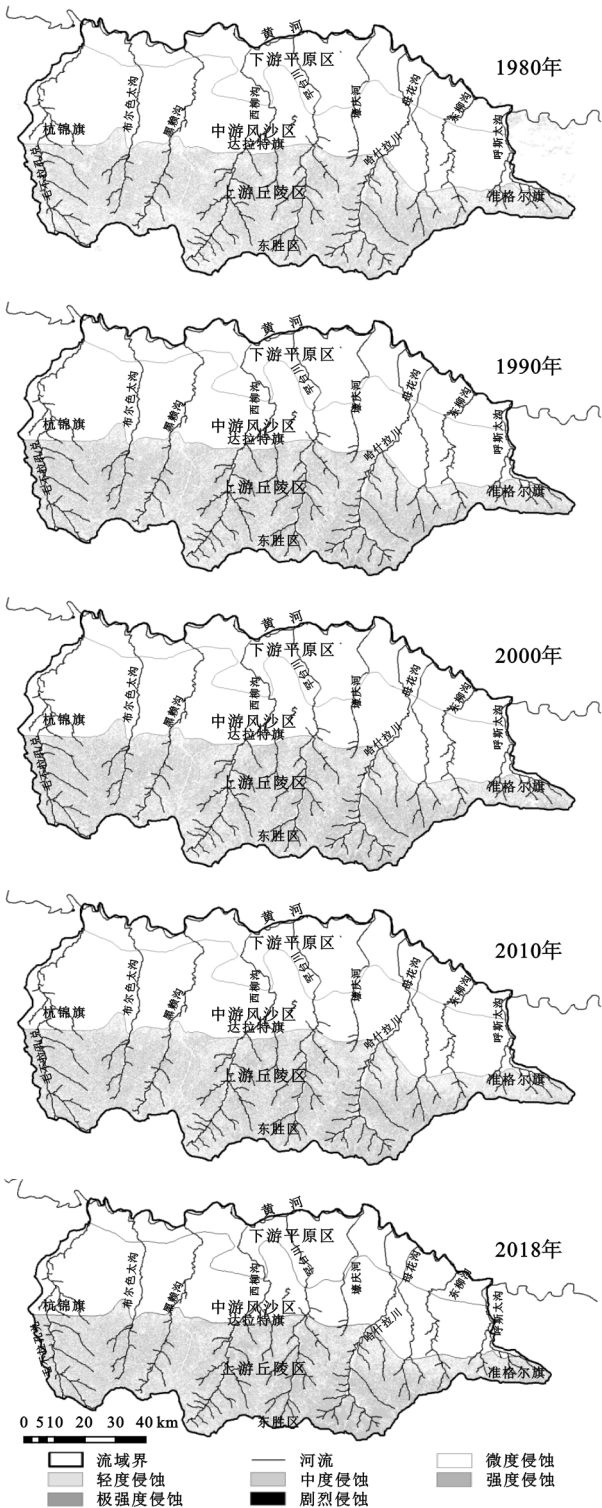 黄河
下游平原区
1980年
布尔色太沟
黑赖沟
西柳沟
罕台川
壕庆河
母花沟
东柳沟
呼斯太沟
杭锦旗
中游风沙区
达拉特旗
哈什拉川
毛不拉孔兑
上游丘陵区
准格尔旗
东胜区
黄河
下游平原区
1990年
布尔色太沟
黑赖沟
西柳沟
罕台川
壕庆河
母花沟
东柳沟
呼斯太沟
杭锦旗
中游风沙区
达拉特旗
哈什拉川
毛不拉孔兑
上游丘陵区
准格尔旗
东胜区
黄河
下游平原区
2000年
布尔色太沟
黑赖沟
西柳沟
罕台川
壕庆河
母花沟
东柳沟
呼斯太沟
杭锦旗
中游风沙区
达拉特旗
哈什拉川
毛不拉孔兑
上游丘陵区
准格尔旗
东胜区
黄河
下游平原区
2010年
布尔色太沟
黑赖沟
西柳沟
罕台川
壕庆河
母花沟
东柳沟
呼斯太沟
杭锦旗
中游风沙区
达拉特旗
哈什拉川
毛不拉孔兑
上游丘陵区
准格尔旗
东胜区
黄河
下游平原区
2018年
布尔色太沟
黑赖沟
西柳沟
罕台川
壕庆河
母花沟
东柳沟
呼斯太沟
杭锦旗
中游风沙区
达拉特旗
哈什拉川
毛不拉孔兑
上游丘陵区
准格尔旗
东胜区
0 5 10 20 30 40 km
流域界 河流 微度侵蚀
轻度侵蚀 中度侵蚀 强度侵蚀
极强度侵蚀 剧烈侵蚀